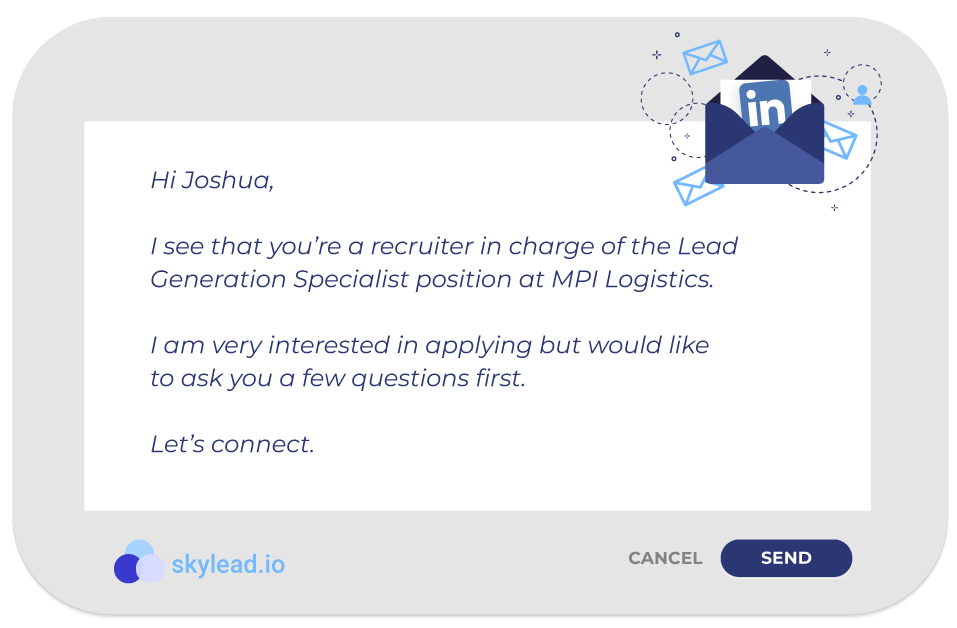 in
Hi Joshua,
I see that you’re a recruiter in charge of the Lead
Generation Specialist position at MPI Logistics.
I am very interested in applying but would like
to ask you a few questions first.
Let’s connect.
skylead.io
CANCEL
SEND